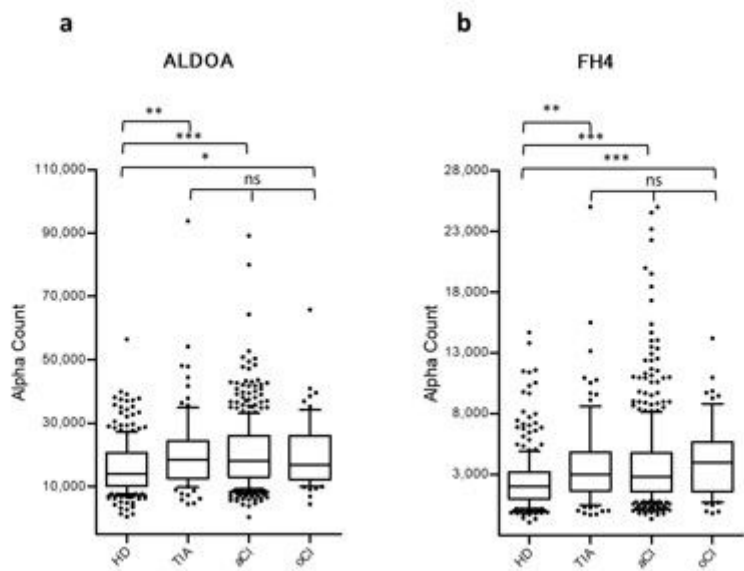 a
ALDOA
**
***
*
ns
110,000
90,000
70,000
50,000
30,000
10,000
Alpha Count
HD
TIA
aCI
oCI
b
FH4
**
***
***
ns
28,000
23,000
18,000
13,000
8,000
3,000
Alpha Count
HD
TIA
aCI
oCI